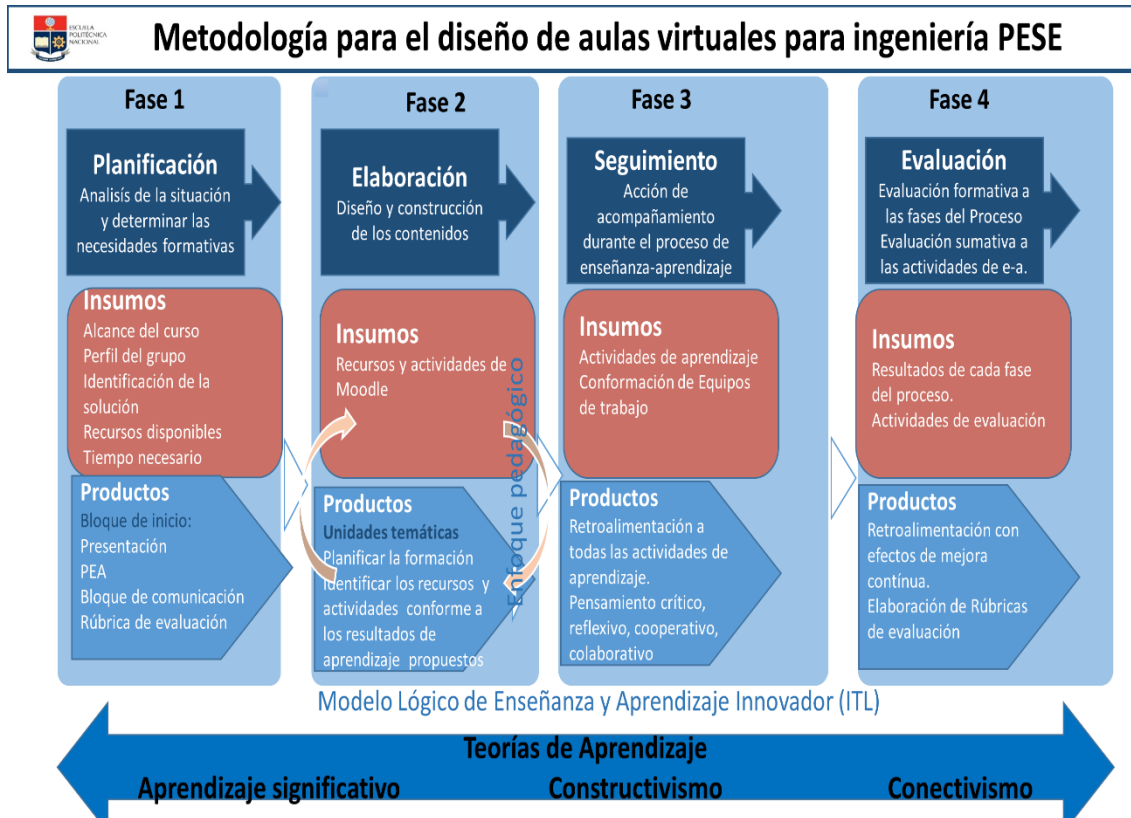 ESCUELA
POLITÉCNICA
NACIONAL
Metodología para el diseño de aulas virtuales para ingeniería PESE
Fase 1
Planificación
Analisis de la situación
y determinar las
necesidades formativas
Insumos
Alcance del curso
Perfil del grupo
Identificación de la
solución
Recursos disponibles
Tiempo necesario
Productos
Bloque de inicio:
Presentación
PEA
Bloque de comunicación
Rúbrica de evaluación
Fase 2
Elaboración
Diseño y construcción
de los contenidos
Insumos
Recursos y actividades de
Moodle
Productos
Unidades temáticas
Planificar la formación
Identificar los recursos y
actividades conforme a
los resultados de
aprendizaje propuestos
Enfoque pedagógico
Fase 3
Seguimiento
Acción de
acompañamiento
durante el proceso de
enseñanza-aprendizaje
Insumos
Actividades de aprendizaje
Conformación de Equipos
de trabajo
Productos
Retroalimentación a
todas las actividades de
aprendizaje.
Pensamiento crítico,
reflexivo, cooperativo,
colaborativo
Fase 4
Evaluación
Evaluación formativa a
las fases del Proceso
Evaluación sumativa a
las actividades de e-a.
Insumos
Resultados de cada fase
del proceso.
Actividades de evaluación
Productos
Retroalimentación con
efectos de mejora
contínua.
Elaboración de Rúbricas
de evaluación
Modelo Lógico de Enseñanza y Aprendizaje Innovador (ITL)
Teorías de Aprendizaje
Aprendizaje significativo
Constructivismo
Conectivismo